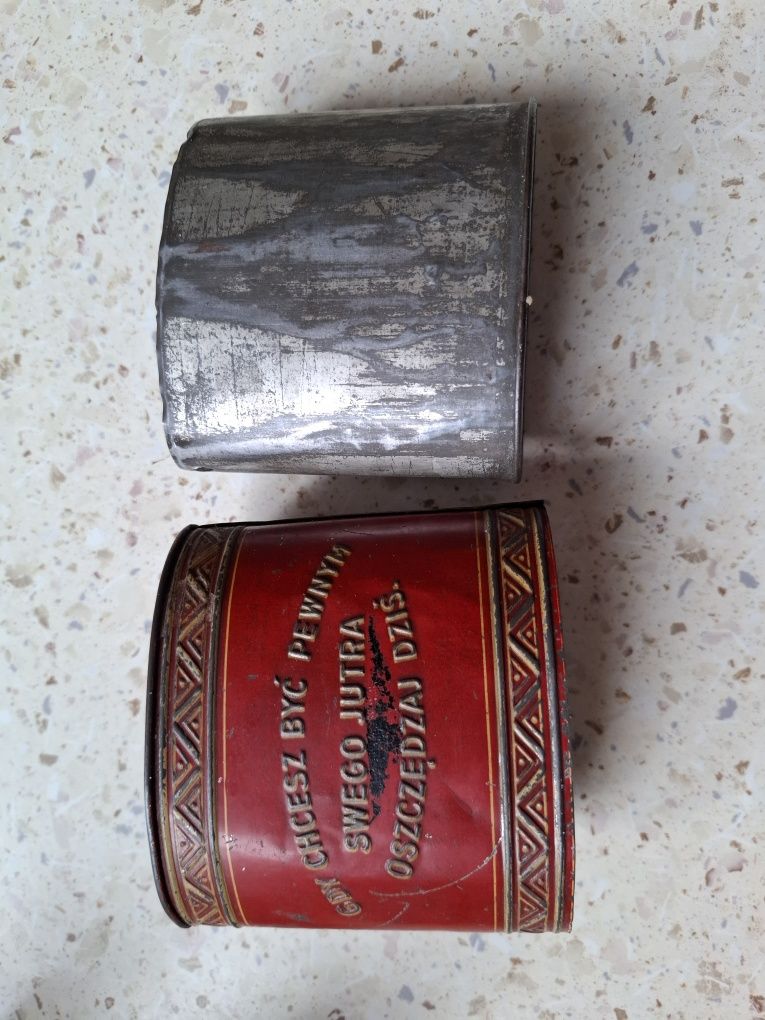 GDY CHCESZ BYĆ PEWNYM
SWEGO JUTRA
OSZCZĘDZAJ DZIŚ.